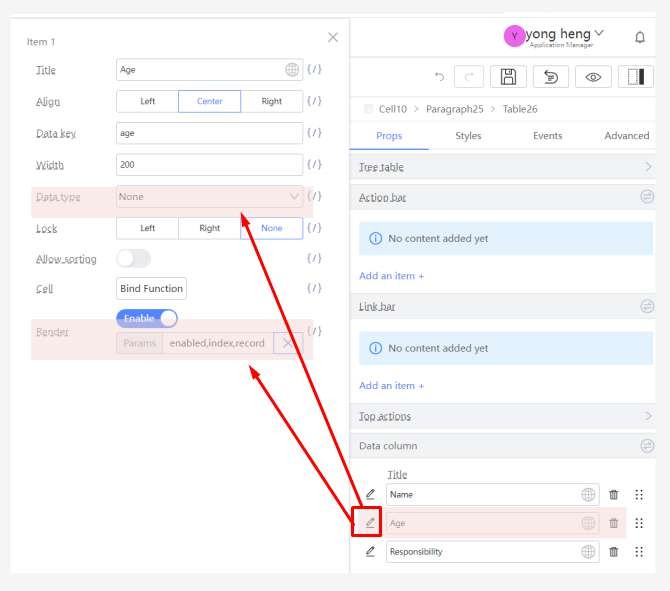 Item 1
Title
Age
{/}
Align
Left
Center
Right
{/}
Data key
age
{/}
Width
200
{/}
Data type
None
{/}
Lock
Left
Right
None
{/}
Allow sorting
{/}
Cell
Bind Function
{/}
Enable
Render
{/}
Params
enabled,index,record
Y
yong heng
Application Manager
Cell10 > Paragraph25 > Table26
Props
Styles
Events
Advanced
Tree table
Action bar
No content added yet
Add an item +
Link bar
No content added yet
Add an item +
Top actions
Data column
Title
Name
Age
Responsibility